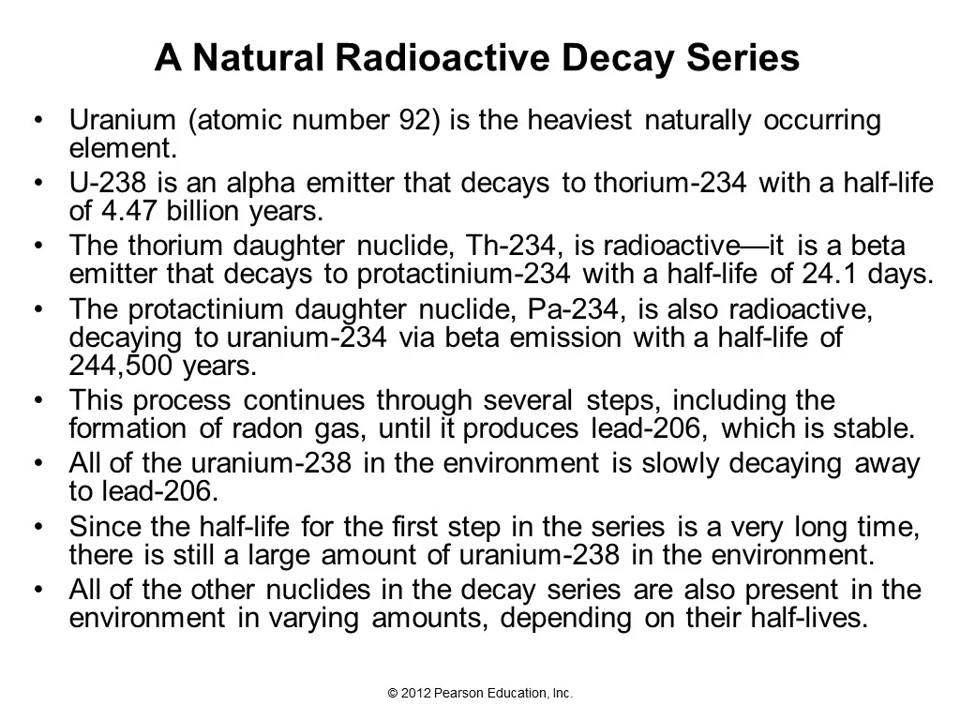 A Natural Radioactive Decay Series
• Uranium (atomic number 92) is the heaviest naturally occurring
element.
• U-238 is an alpha emitter that decays to thorium-234 with a half-life
of 4.47 billion years.
• The thorium daughter nuclide, Th-234, is radioactive—it is a beta
emitter that decays to protactinium-234 with a half-life of 24.1 days.
• The protactinium daughter nuclide, Pa-234, is also radioactive,
decaying to uranium-234 via beta emission with a half-life of
244,500 years.
• This process continues through several steps, including the
formation of radon gas, until it produces lead-206, which is stable.
• All of the uranium-238 in the environment is slowly decaying away
to lead-206.
• Since the half-life for the first step in the series is a very long time,
there is still a large amount of uranium-238 in the environment.
• All of the other nuclides in the decay series are also present in the
environment in varying amounts, depending on their half-lives.
© 2012 Pearson Education, Inc.